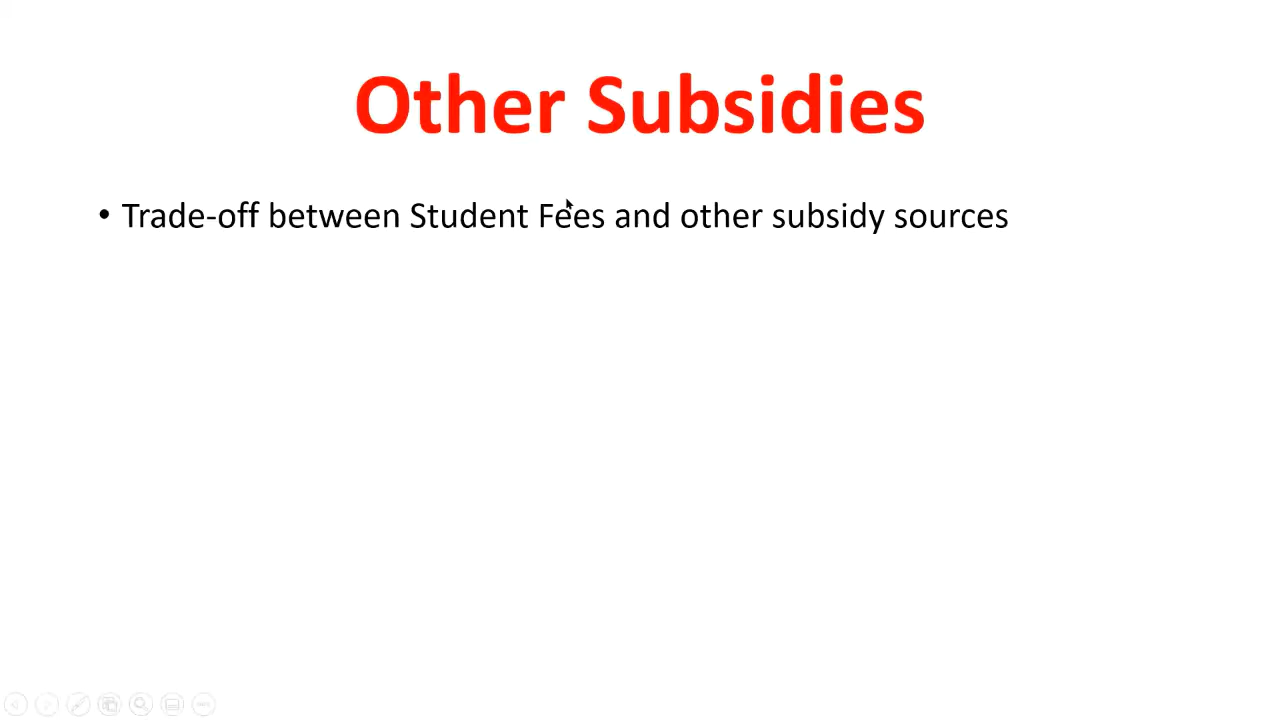 Other Subsidies
• Trade-off between Student Fees and other subsidy sources